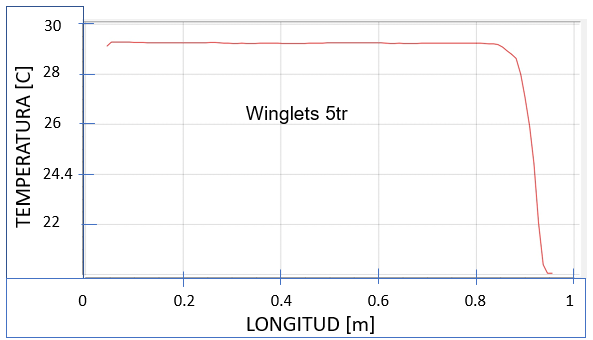 30
28
26
24.4
22
TEMPERATURA [C]
Winglets 5tr
0 0.2 0.4 0.6 0.8 1
LONGITUD [m]